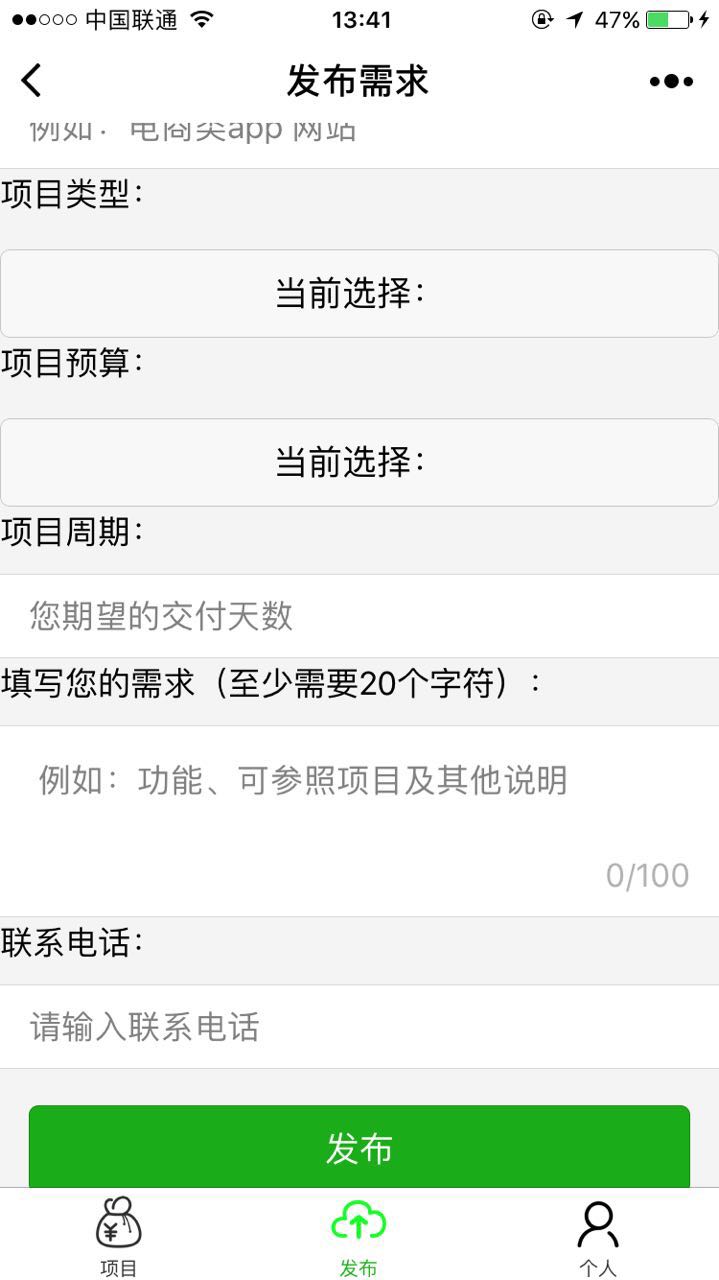 中国联通
13:41
47%
发布需求
例如：电商类app 网站
项目类型：
当前选择：
项目预算：
当前选择：
项目周期：
您期望的交付天数
填写您的需求（至少需要20个字符）：
例如：功能、可参照项目及其他说明
0/100
联系电话：
请输入联系电话
发布
项目
发布
个人